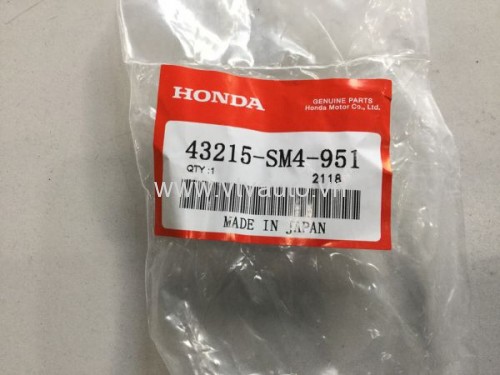 HONDA
GENUINE PARTS
Honda Motor Co., Ltd.
43215-SM4-951
QTY :1
2118
MADE IN JAPAN